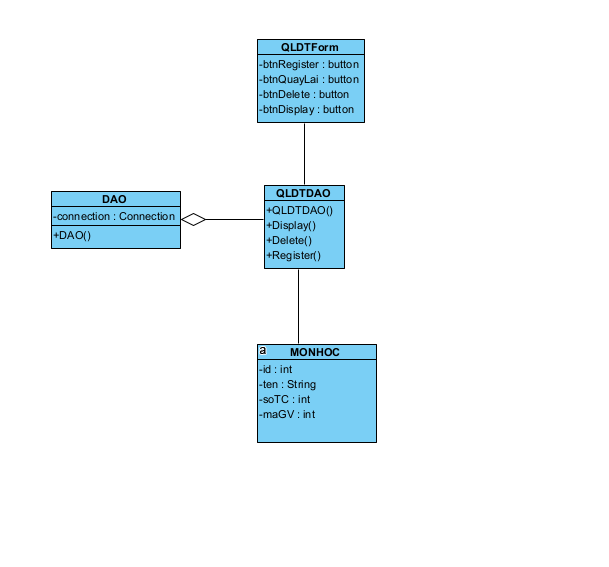 QLDTForm
-btnRegister : button
-btnQuayLai : button
-btnDelete : button
-btnDisplay : button
DAO
-connection : Connection
+DAO()
QLDTDAO
+QLDTDAO()
+Display()
+Delete()
+Register()
a
MONHOC
-id : int
-ten : String
-soTC : int
-maGV : int